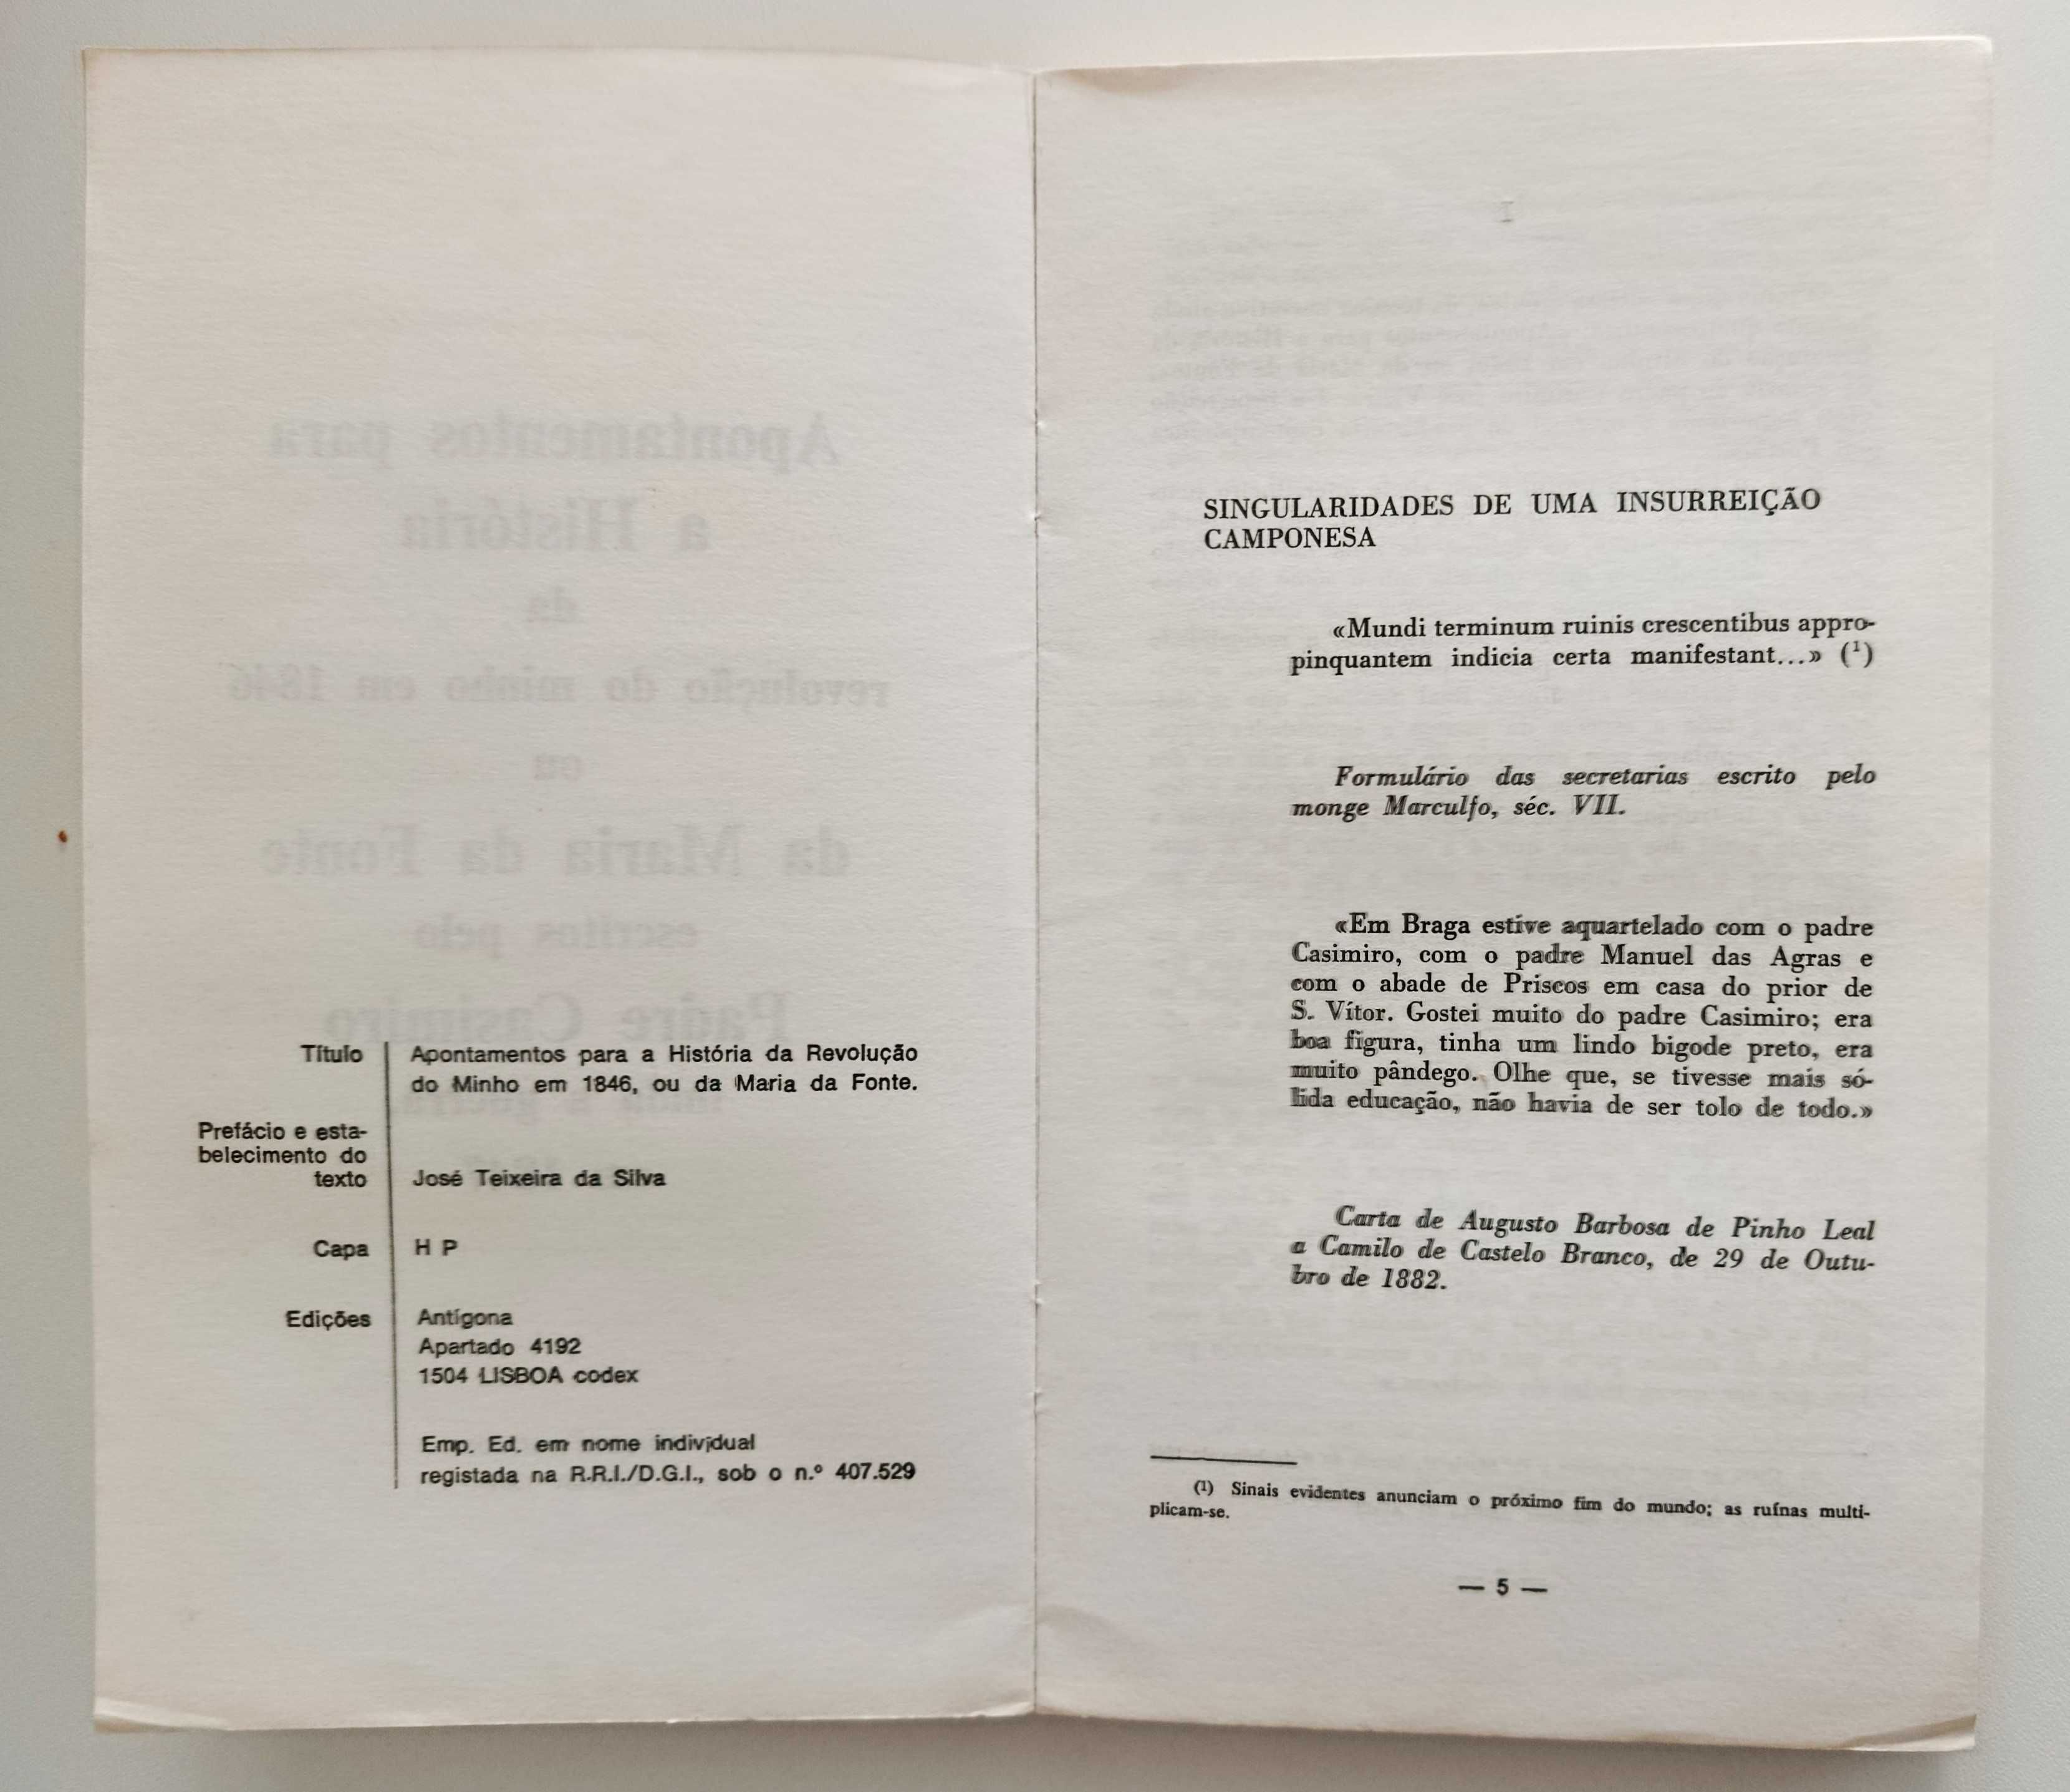 Título Apontamentos para a História da Revolução
do Minho em 1846, ou da Maria da Fonte.
Prefácio e esta-
belecimento do
texto José Teixeira da Silva
Capa H P
Edições Antígona
Apartado 4192
1504 LISBOA codex
Emp. Ed. em nome individual
registada na R.R.I./D.G.I., sob o n.º 407.529
I
SINGULARIDADES DE UMA INSURREIÇÃO
CAMPONESA
«Mundi terminum ruinis crescentibus appro-
pinquantem indicia certa manifestant...» (¹)
Formulário das secretarias escrito pelo
monge Marculfo, séc. VII.
«Em Braga estive aquartelado com o padre
Casimiro, com o padre Manuel das Agras e
com o abade de Priscos em casa do prior de
S. Vítor. Gostei muito do padre Casimiro; era
boa figura, tinha um lindo bigode preto, era
muito pândego. Olhe que, se tivesse mais só-
lida educação, não havia de ser tolo de todo.»
Carta de Augusto Barbosa de Pinho Leal
a Camilo de Castelo Branco, de 29 de Outu-
bro de 1882.
(¹) Sinais evidentes anunciam o próximo fim do mundo; as ruínas multi-
plicam-se.
— 5 —